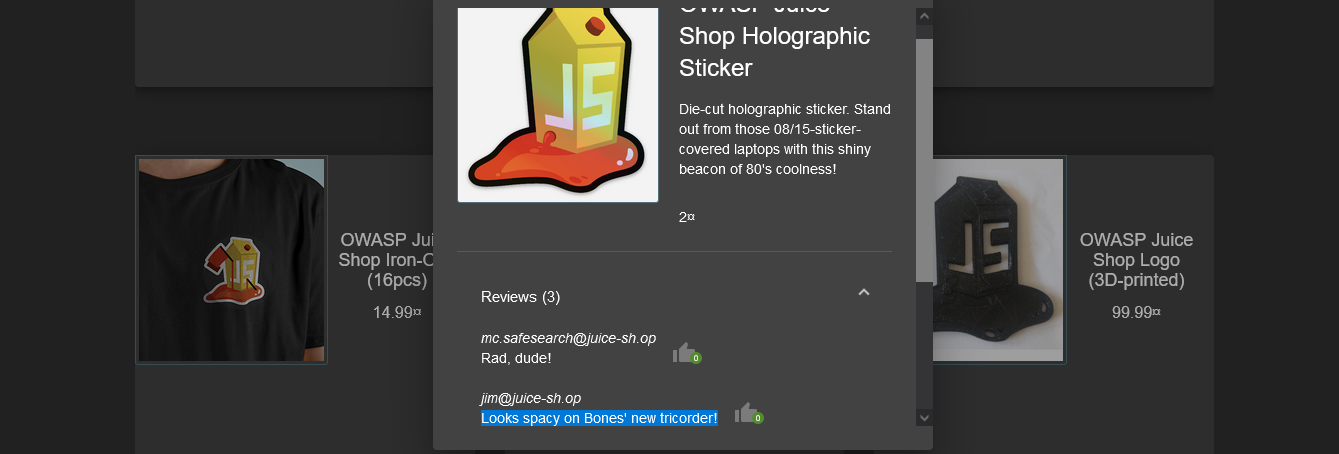 OWASP Juice
Shop Holographic
Sticker
Die-cut holographic sticker. Stand
out from those 08/15-sticker-
covered laptops with this shiny
beacon of 80's coolness!
2¤
JS
Reviews (3)
mc.safesearch@juice-sh.op
Rad, dude!
0
jim@juice-sh.op
Looks spacy on Bones' new tricorder!
0
JS
OWASP Jui
Shop Iron-O
(16pcs)
14.99¤
JS
OWASP Juice
Shop Logo
(3D-printed)
99.99¤